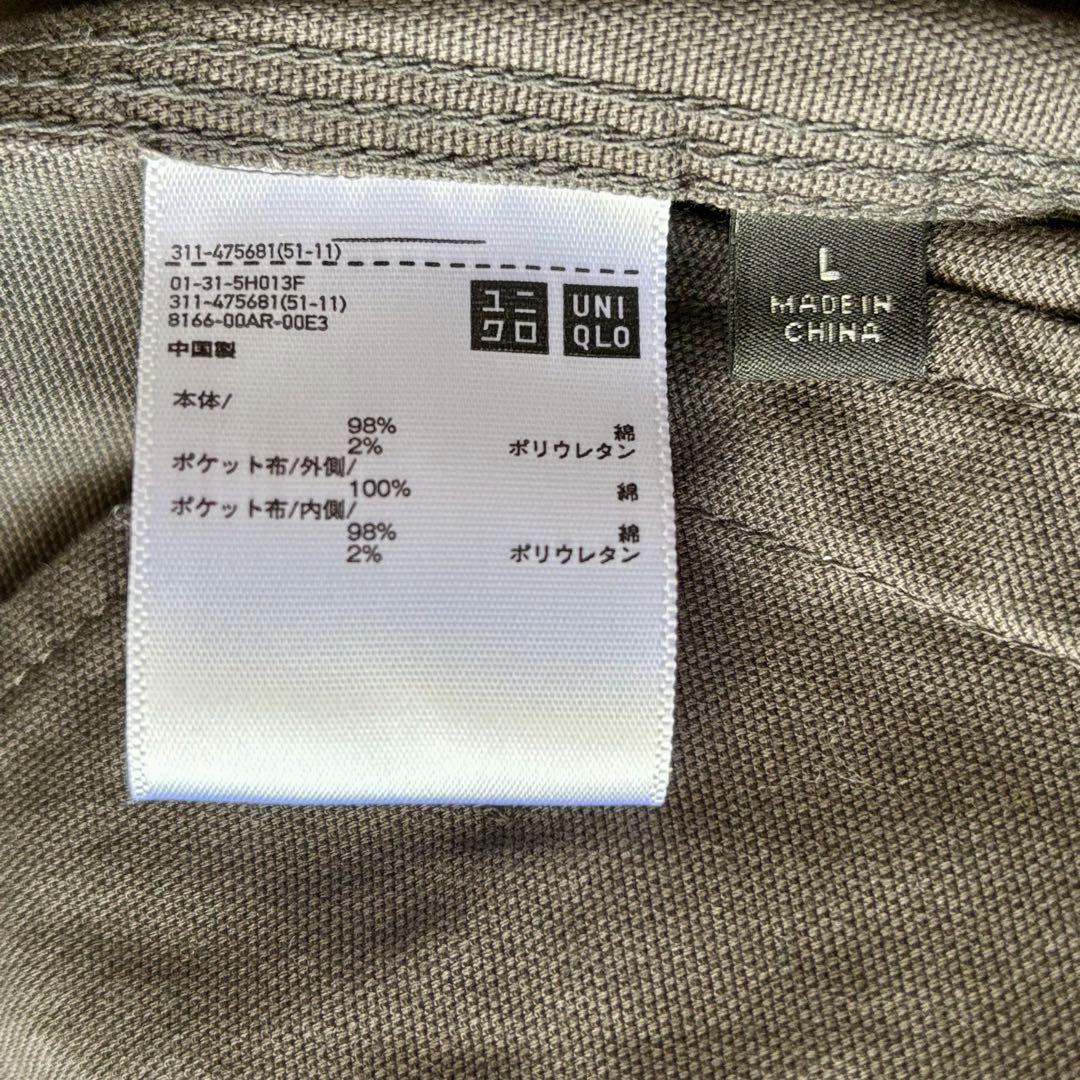 311-475681(51-11)
01-31-5H013F
311-475681(51-11)
8166-00AR-00E3
中国製
ユニ
クロ
UNI
QLO
本体/
98% 綿
2% ポリウレタン
ポケット布/外側/
100% 綿
ポケット布/内側/
98% 綿
2% ポリウレタン
L
MADE IN
CHINA